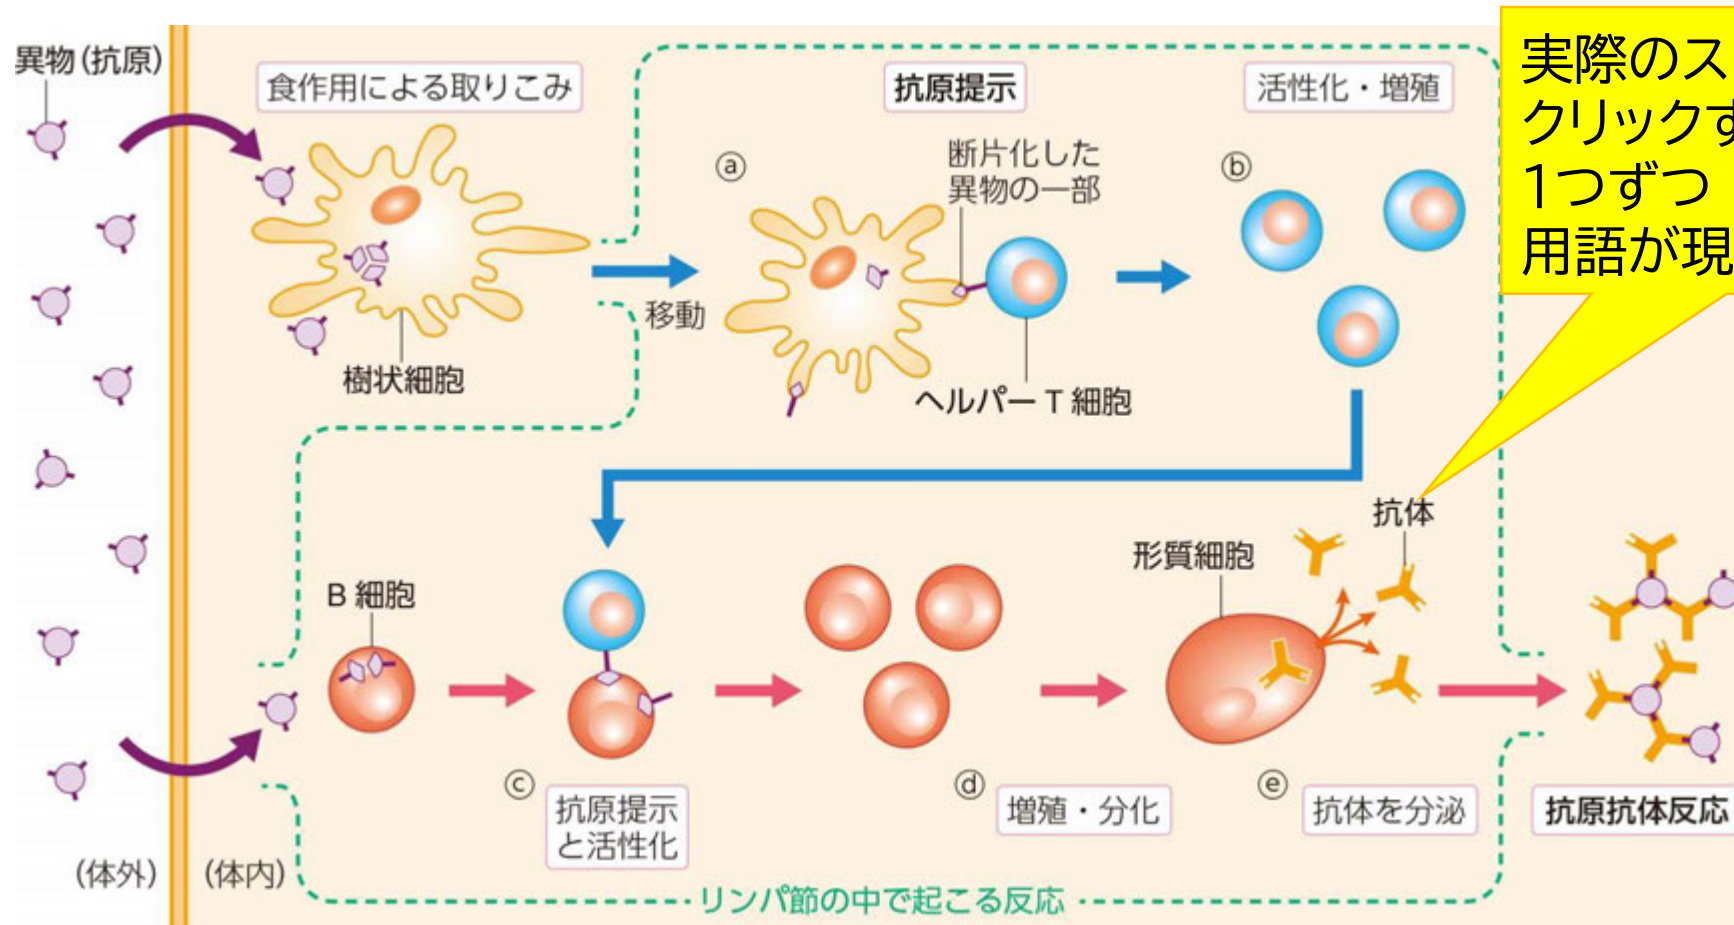 異物(抗原)
食作用による取りこみ
抗原提示
活性化・増殖
実際のス
クリックす
1つずつ
用語が現
ⓐ
断片化した
異物の一部
ⓑ
移動
樹状細胞
ヘルパーT細胞
抗体
形質細胞
B細胞
ⓒ
抗原提示
と活性化
ⓓ
増殖・分化
ⓔ
抗体を分泌
抗原抗体反応
(体外)
(体内)
リンパ節の中で起こる反応